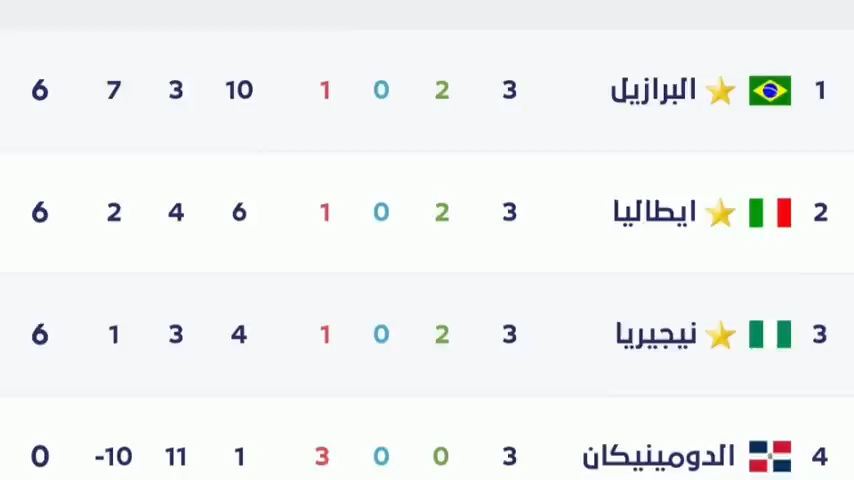 1 البرازيل 3 2 0 1 10 3 7 6
2 ايطاليا 3 2 0 1 6 4 2 6
3 نيجيريا 3 2 0 1 4 3 1 6
4 الدومينيكان 3 0 0 3 1 11 -10 0